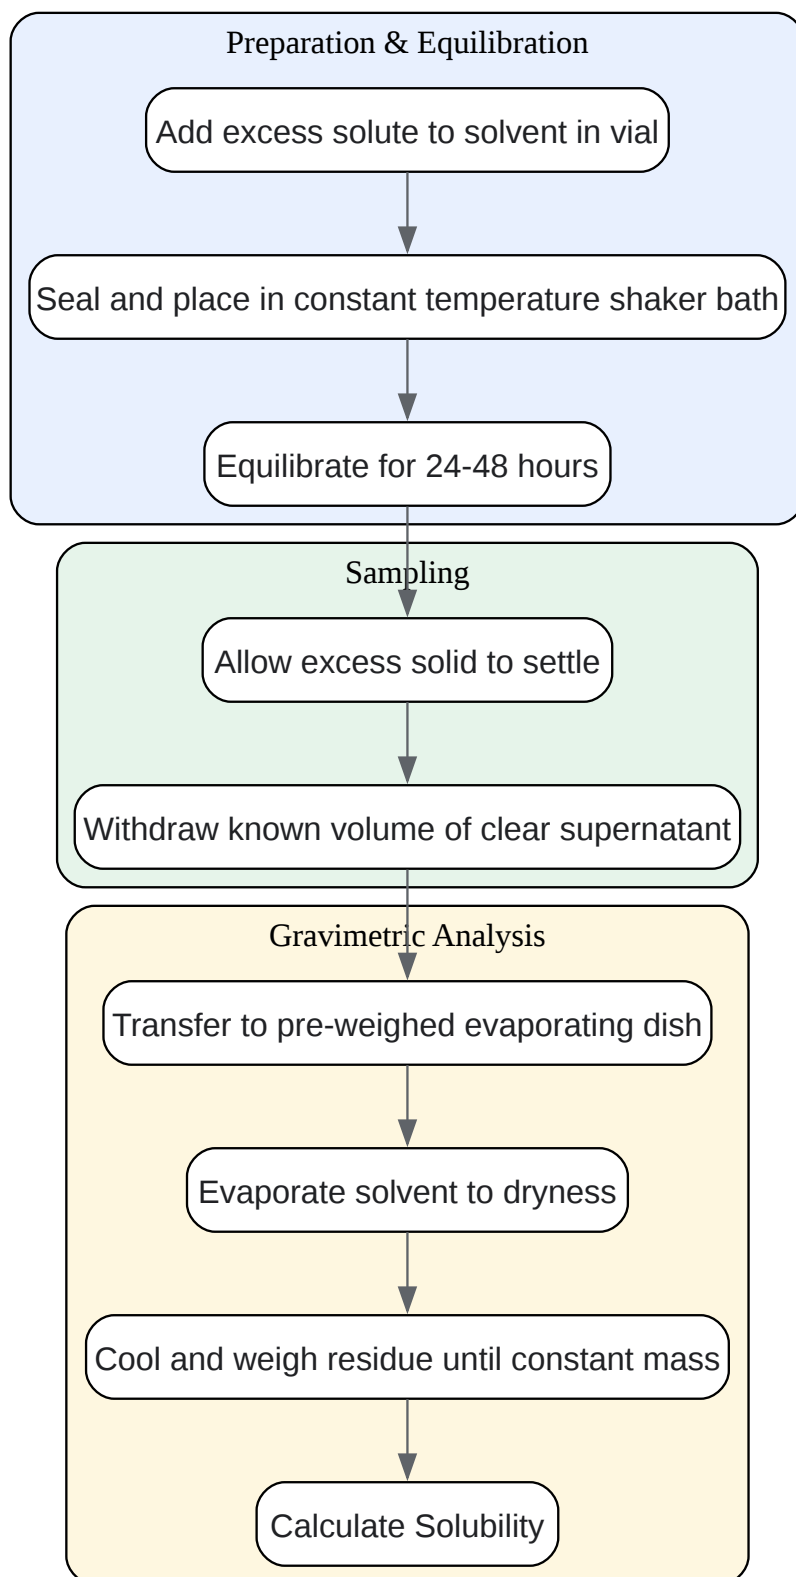 Preparation & Equilibration
Add excess solute to solvent in vial
Seal and place in constant temperature shaker bath
Equilibrate for 24-48 hours
Sampling
Allow excess solid to settle
Withdraw known volume of clear supernatant
Gravimetric Analysis
Transfer to pre-weighed evaporating dish
Evaporate solvent to dryness
Cool and weigh residue until constant mass
Calculate Solubility